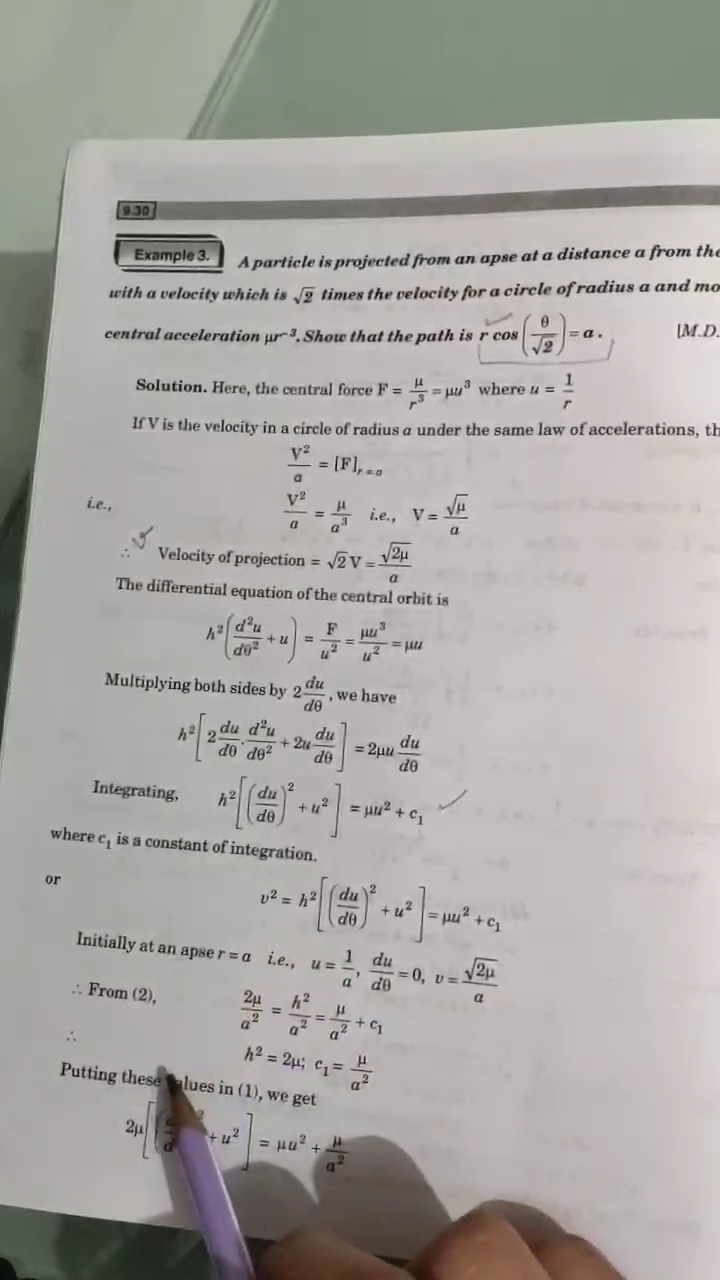 9.30
Example 3. A particle is projected from an apse at a distance a from the
with a velocity which is √2 times the velocity for a circle of radius a and mo
central acceleration μr⁻³. Show that the path is r cos(θ/√2) = a. [M.D.
Solution. Here, the central force F = μ/r³ = μu³ where u = 1/r
If V is the velocity in a circle of radius a under the same law of accelerations, th
V²/a = [F]ᵣ₌ₐ
i.e., V²/a = μ/a³ i.e., V = √μ/a
∴ Velocity of projection = √2 V = √2μ/a
The differential equation of the central orbit is
h²(d²u/dθ² + u) = F/u² = μu³/u² = μu
Multiplying both sides by 2 du/dθ, we have
h²[2 du/dθ · d²u/dθ² + 2u du/dθ] = 2μu du/dθ
Integrating, h²[(du/dθ)² + u²] = μu² + c₁
where c₁ is a constant of integration.
or v² = h²[(du/dθ)² + u²] = μu² + c₁
Initially at an apse r = a i.e., u = 1/a, du/dθ = 0, v = √2μ/a
∴ From (2), 2μ/a² = h²/a² = μ/a² + c₁
∴ h² = 2μ; c₁ = μ/a²
Putting these values in (1), we get
2μ[( ² + u²] = μu² + μ/a²